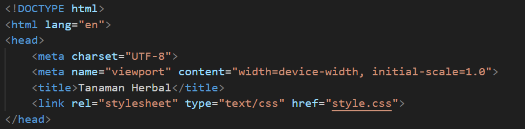 <!DOCTYPE html>
<html lang="en">
<head>
    <meta charset="UTF-8">
    <meta name="viewport" content="width=device-width, initial-scale=1.0">
    <title>Tanaman Herbal</title>
    <link rel="stylesheet" type="text/css" href="style.css">
</head>